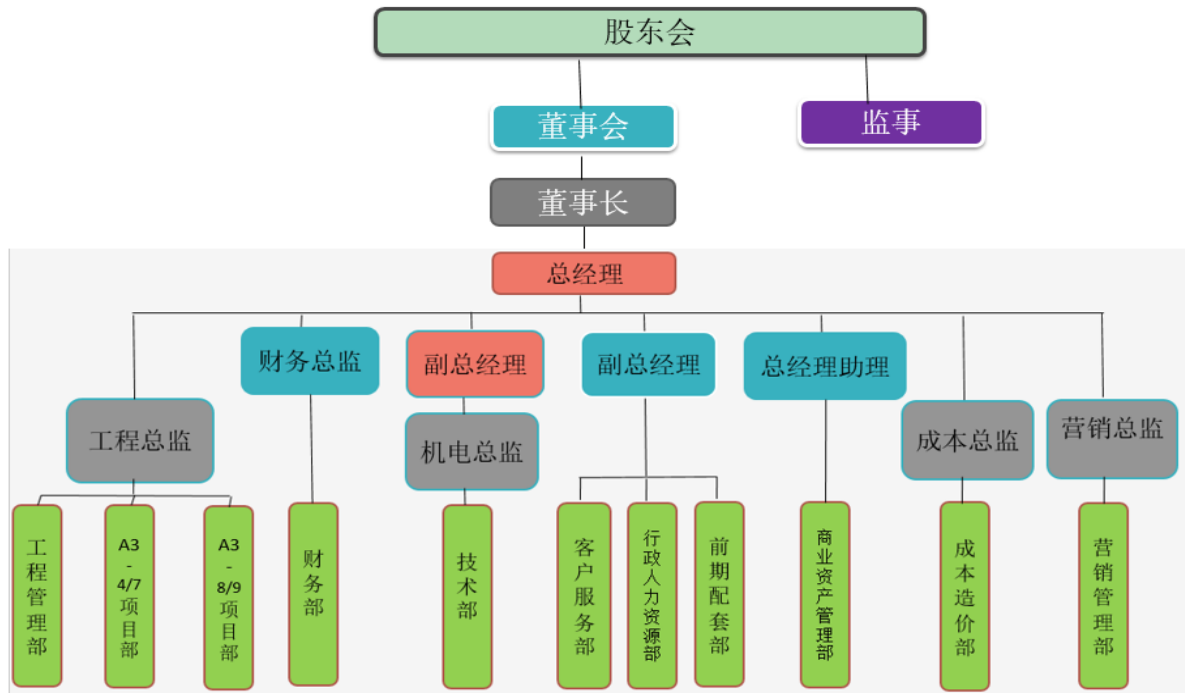 股东会
董事会
监事
董事长
总经理
财务总监
副总经理
副总经理
总经理助理
工程总监
机电总监
成本总监
营销总监
工程管理部
A3-4/7项目部
A3-8/9项目部
财务部
技术部
客户服务部
行政人力资源部
前期配套部
商业资产管理部
成本造价部
营销管理部